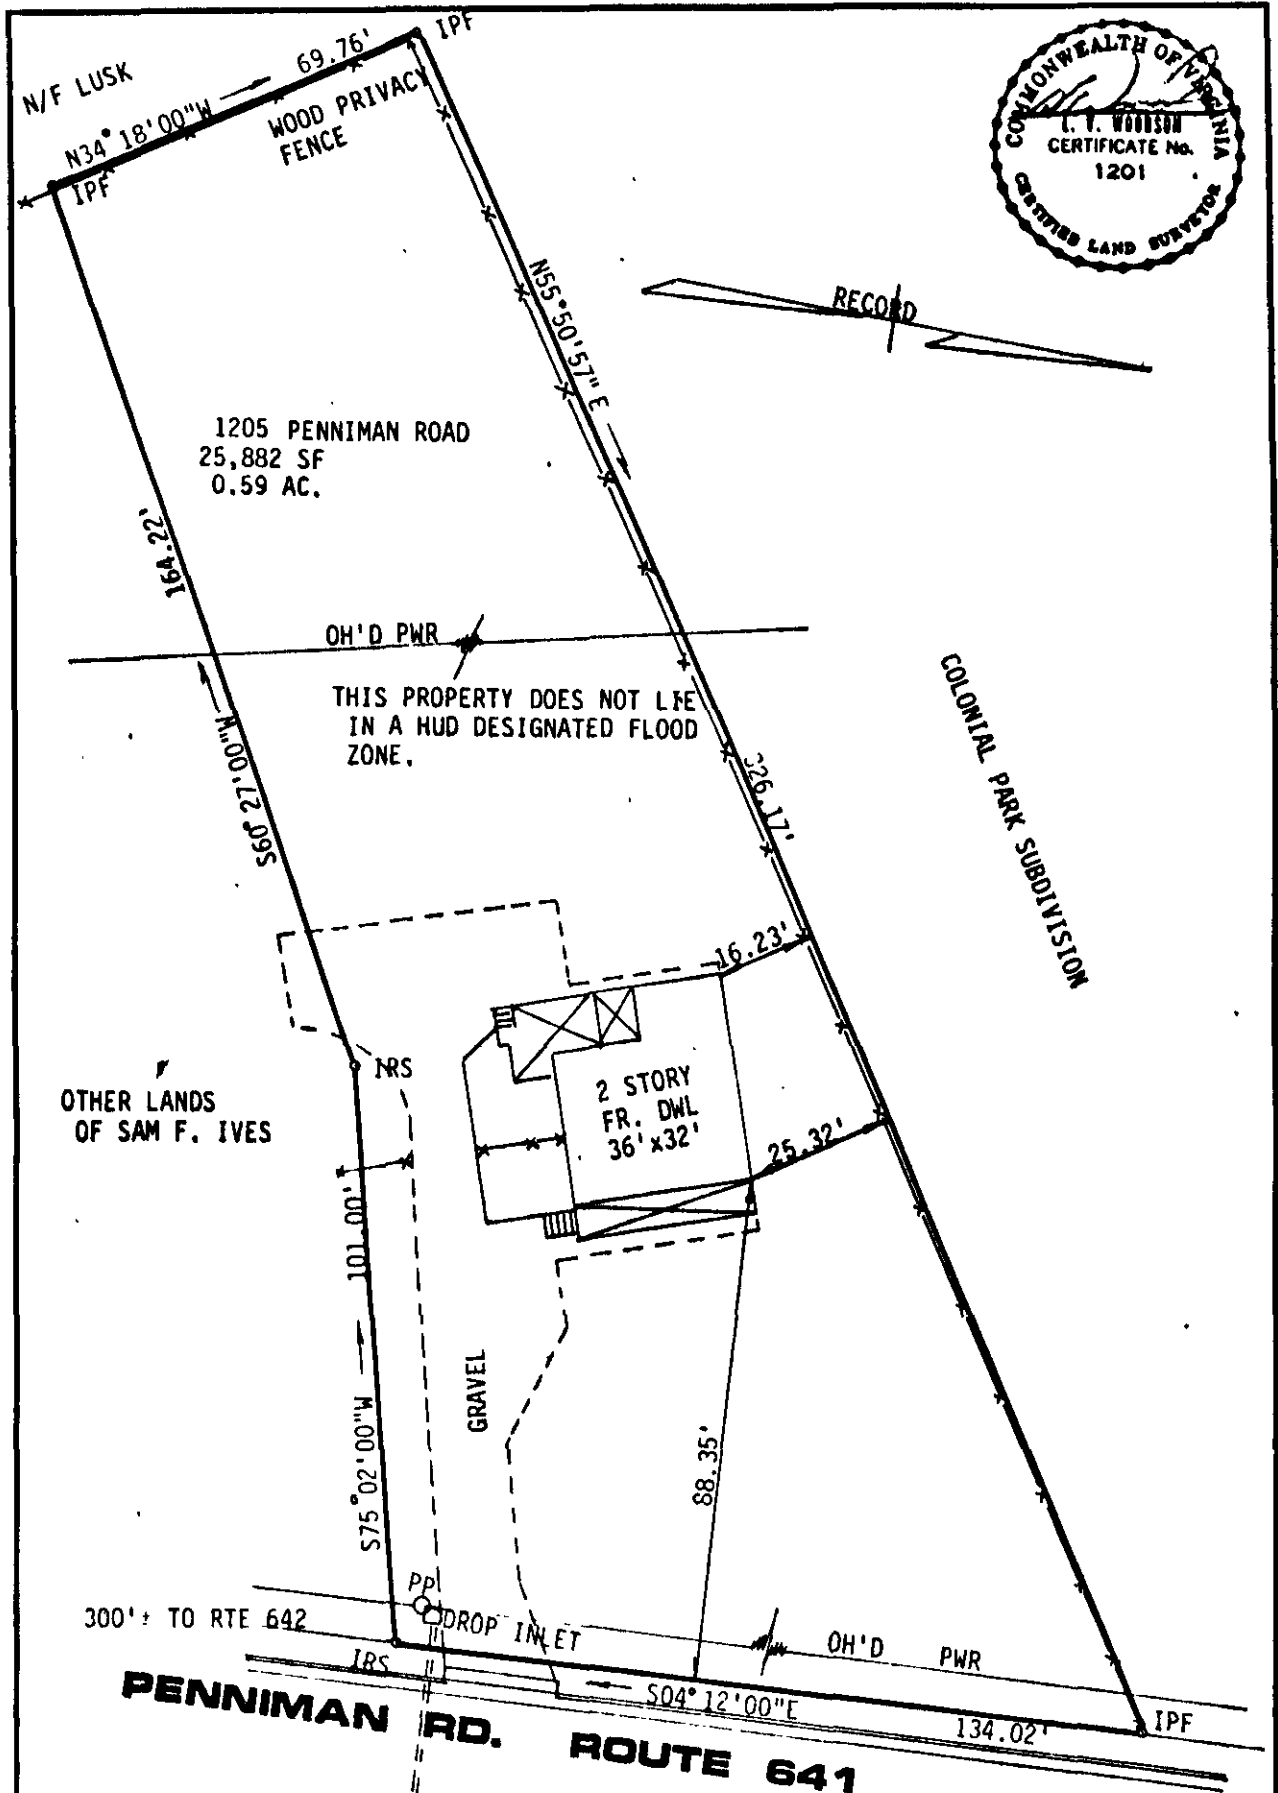 COMMONWEALTH OF VIRGINIA
CERTIFICATE No.
1201
CERTIFIED LAND SURVEYOR
IPF
69.76'
N/F LUSK
N34°18'00"W
WOOD PRIVACY
FENCE
IPF
N55°50'57"E
RECORD
1205 PENNIMAN ROAD
25,882 SF
0.59 AC.
164.22'
OH'D PWR
THIS PROPERTY DOES NOT LIE
IN A HUD DESIGNATED FLOOD
ZONE.
S60°27'00"W
326.17'
COLONIAL PARK SUBDIVISION
16.23'
IRS
OTHER LANDS
OF SAM F. IVES
2 STORY
FR. DWL
36'x32'
25.32'
101.00'
GRAVEL
S75°02'00"W
88.35'
PP
DROP INLET
300'± TO RTE 642
OH'D PWR
IRS
S04°12'00"E
134.02'
IPF
PENNIMAN RD. ROUTE 641